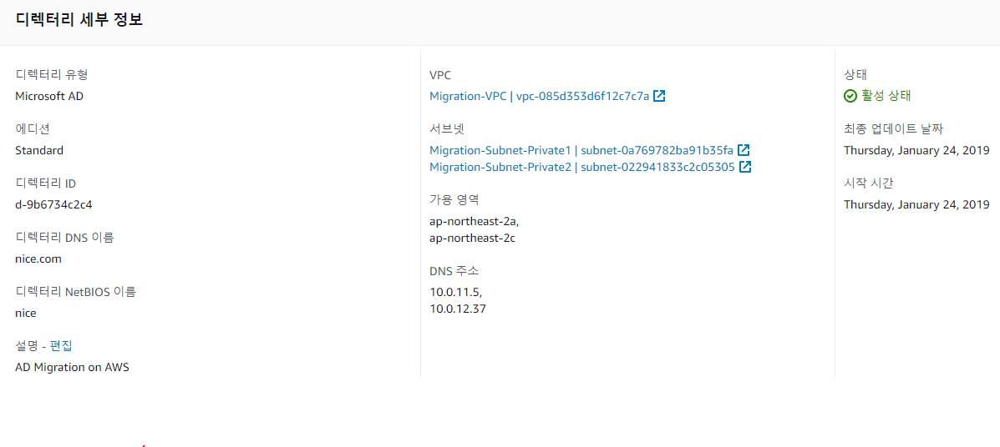 디렉터리 세부 정보
디렉터리 유형
Microsoft AD
에디션
Standard
디렉터리 ID
d-9b6734c2c4
디렉터리 DNS 이름
nice.com
디렉터리 NetBIOS 이름
nice
설명 - 편집
AD Migration on AWS
VPC
Migration-VPC | vpc-085d353d6f12c7c7a
서브넷
Migration-Subnet-Private1 | subnet-0a769782ba91b35fa
Migration-Subnet-Private2 | subnet-022941833c2c05305
가용 영역
ap-northeast-2a,
ap-northeast-2c
DNS 주소
10.0.11.5,
10.0.12.37
상태
활성 상태
최종 업데이트 날짜
Thursday, January 24, 2019
시작 시간
Thursday, January 24, 2019